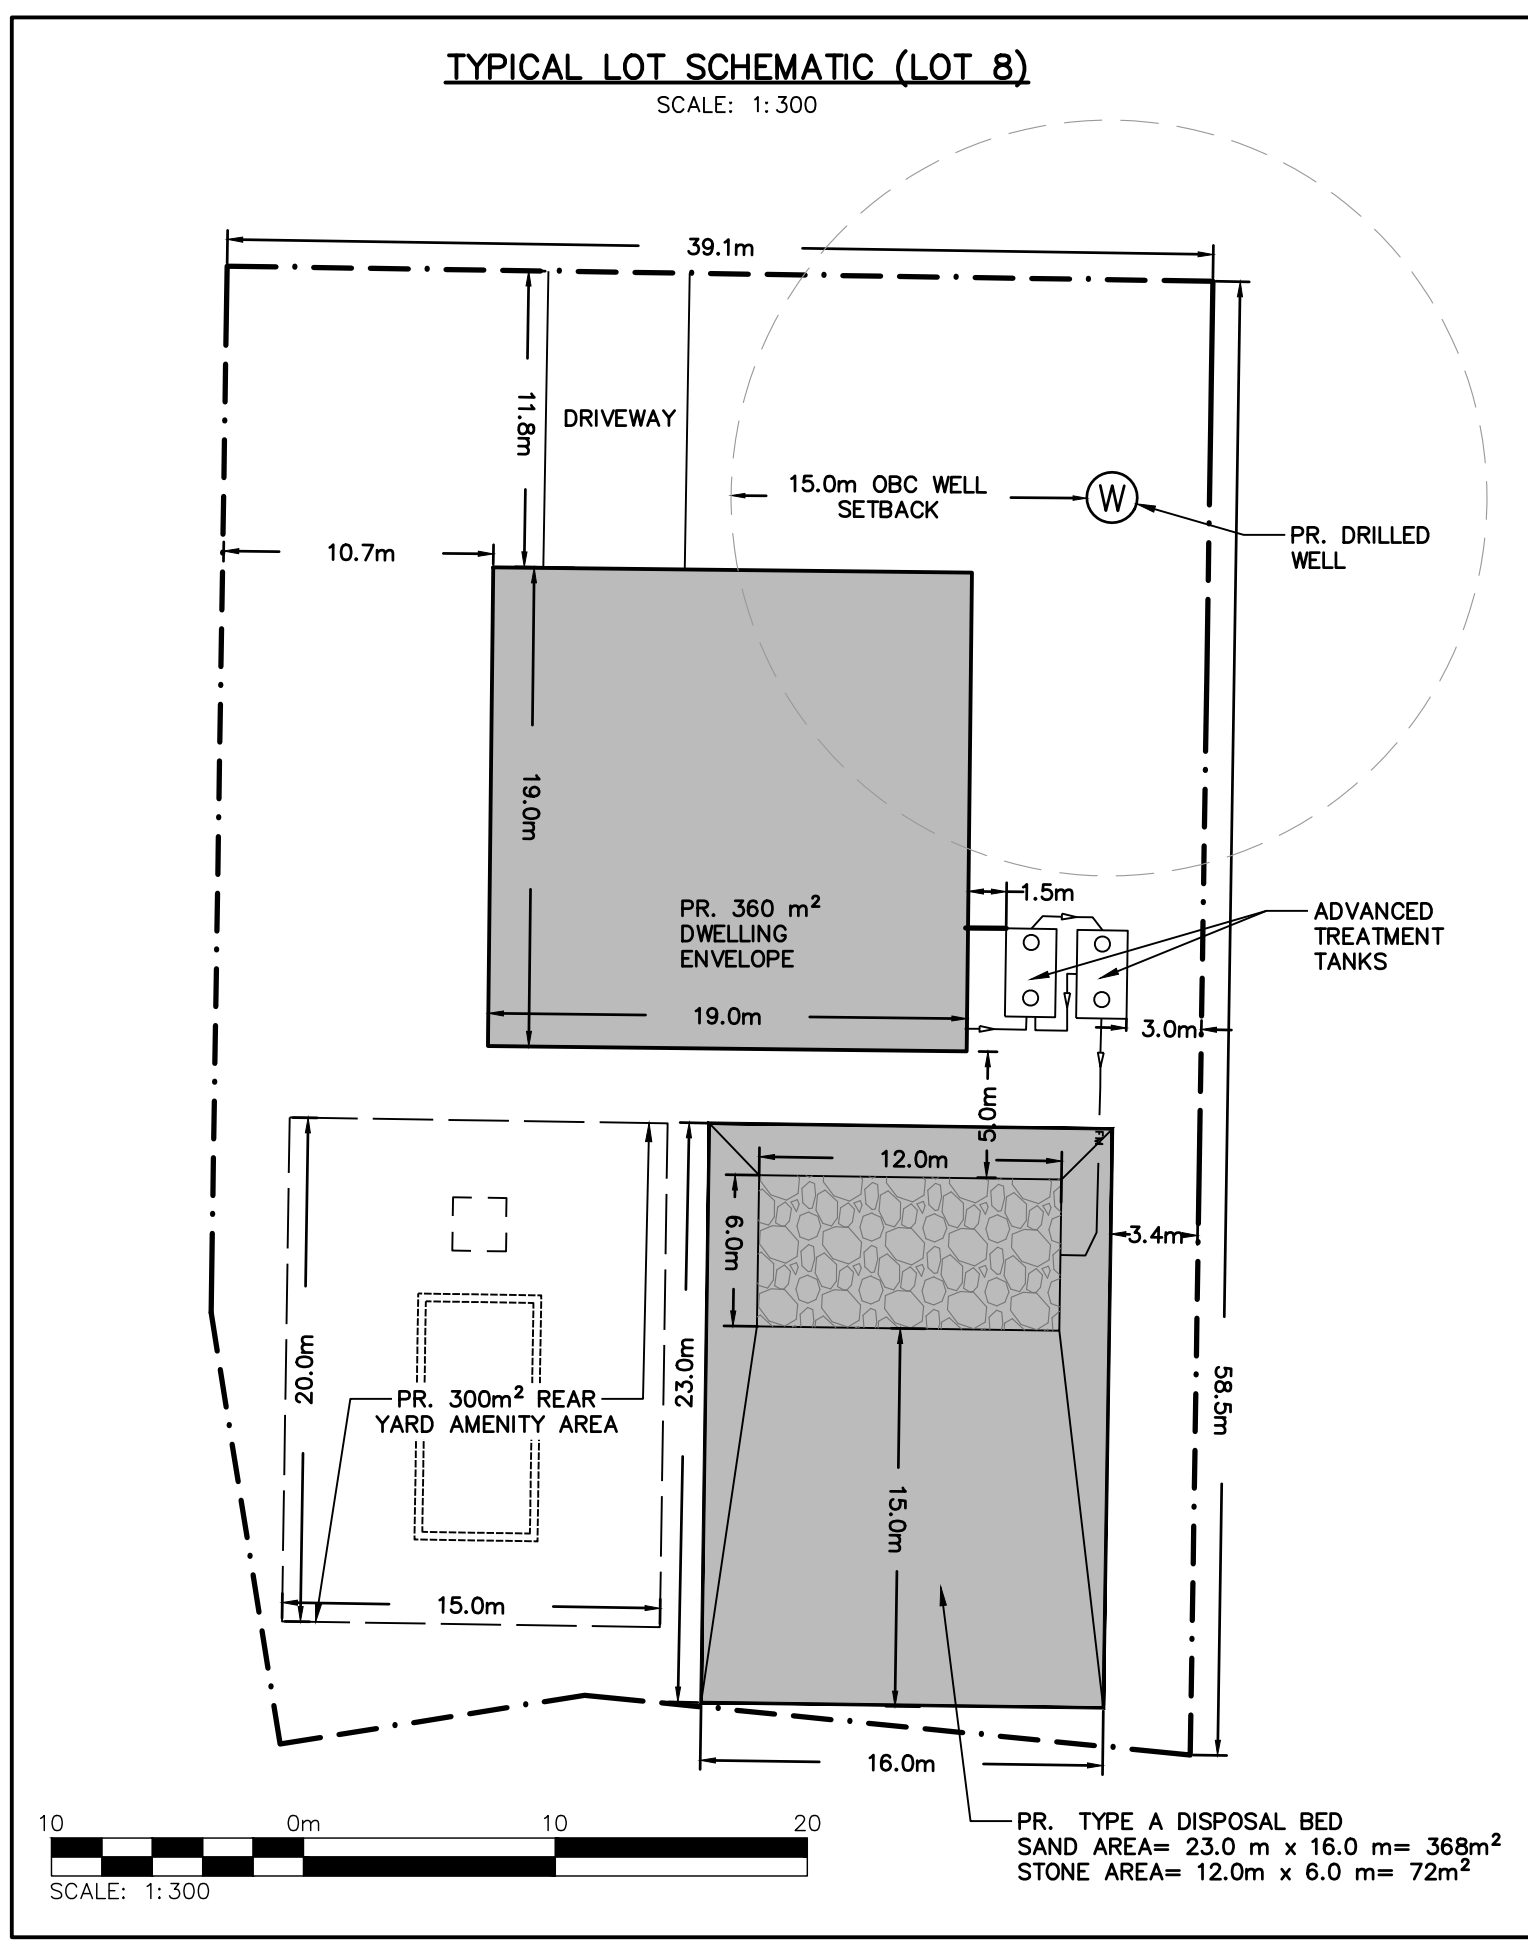 TYPICAL LOT SCHEMATIC (LOT 8)
SCALE: 1:300
39.1m
11.8m
DRIVEWAY
15.0m OBC WELL
SETBACK
W
PR. DRILLED
WELL
10.7m
19.0m
PR. 360 m²
DWELLING
ENVELOPE
19.0m
1.5m
ADVANCED
TREATMENT
TANKS
3.0m
5.0m
FM
12.0m
6.0m
3.4m
20.0m
23.0m
58.5m
PR. 300m² REAR
YARD AMENITY AREA
15.0m
15.0m
16.0m
PR. TYPE A DISPOSAL BED
SAND AREA= 23.0 m x 16.0 m= 368m²
STONE AREA= 12.0m x 6.0 m= 72m²
10 0m 10 20
SCALE: 1:300